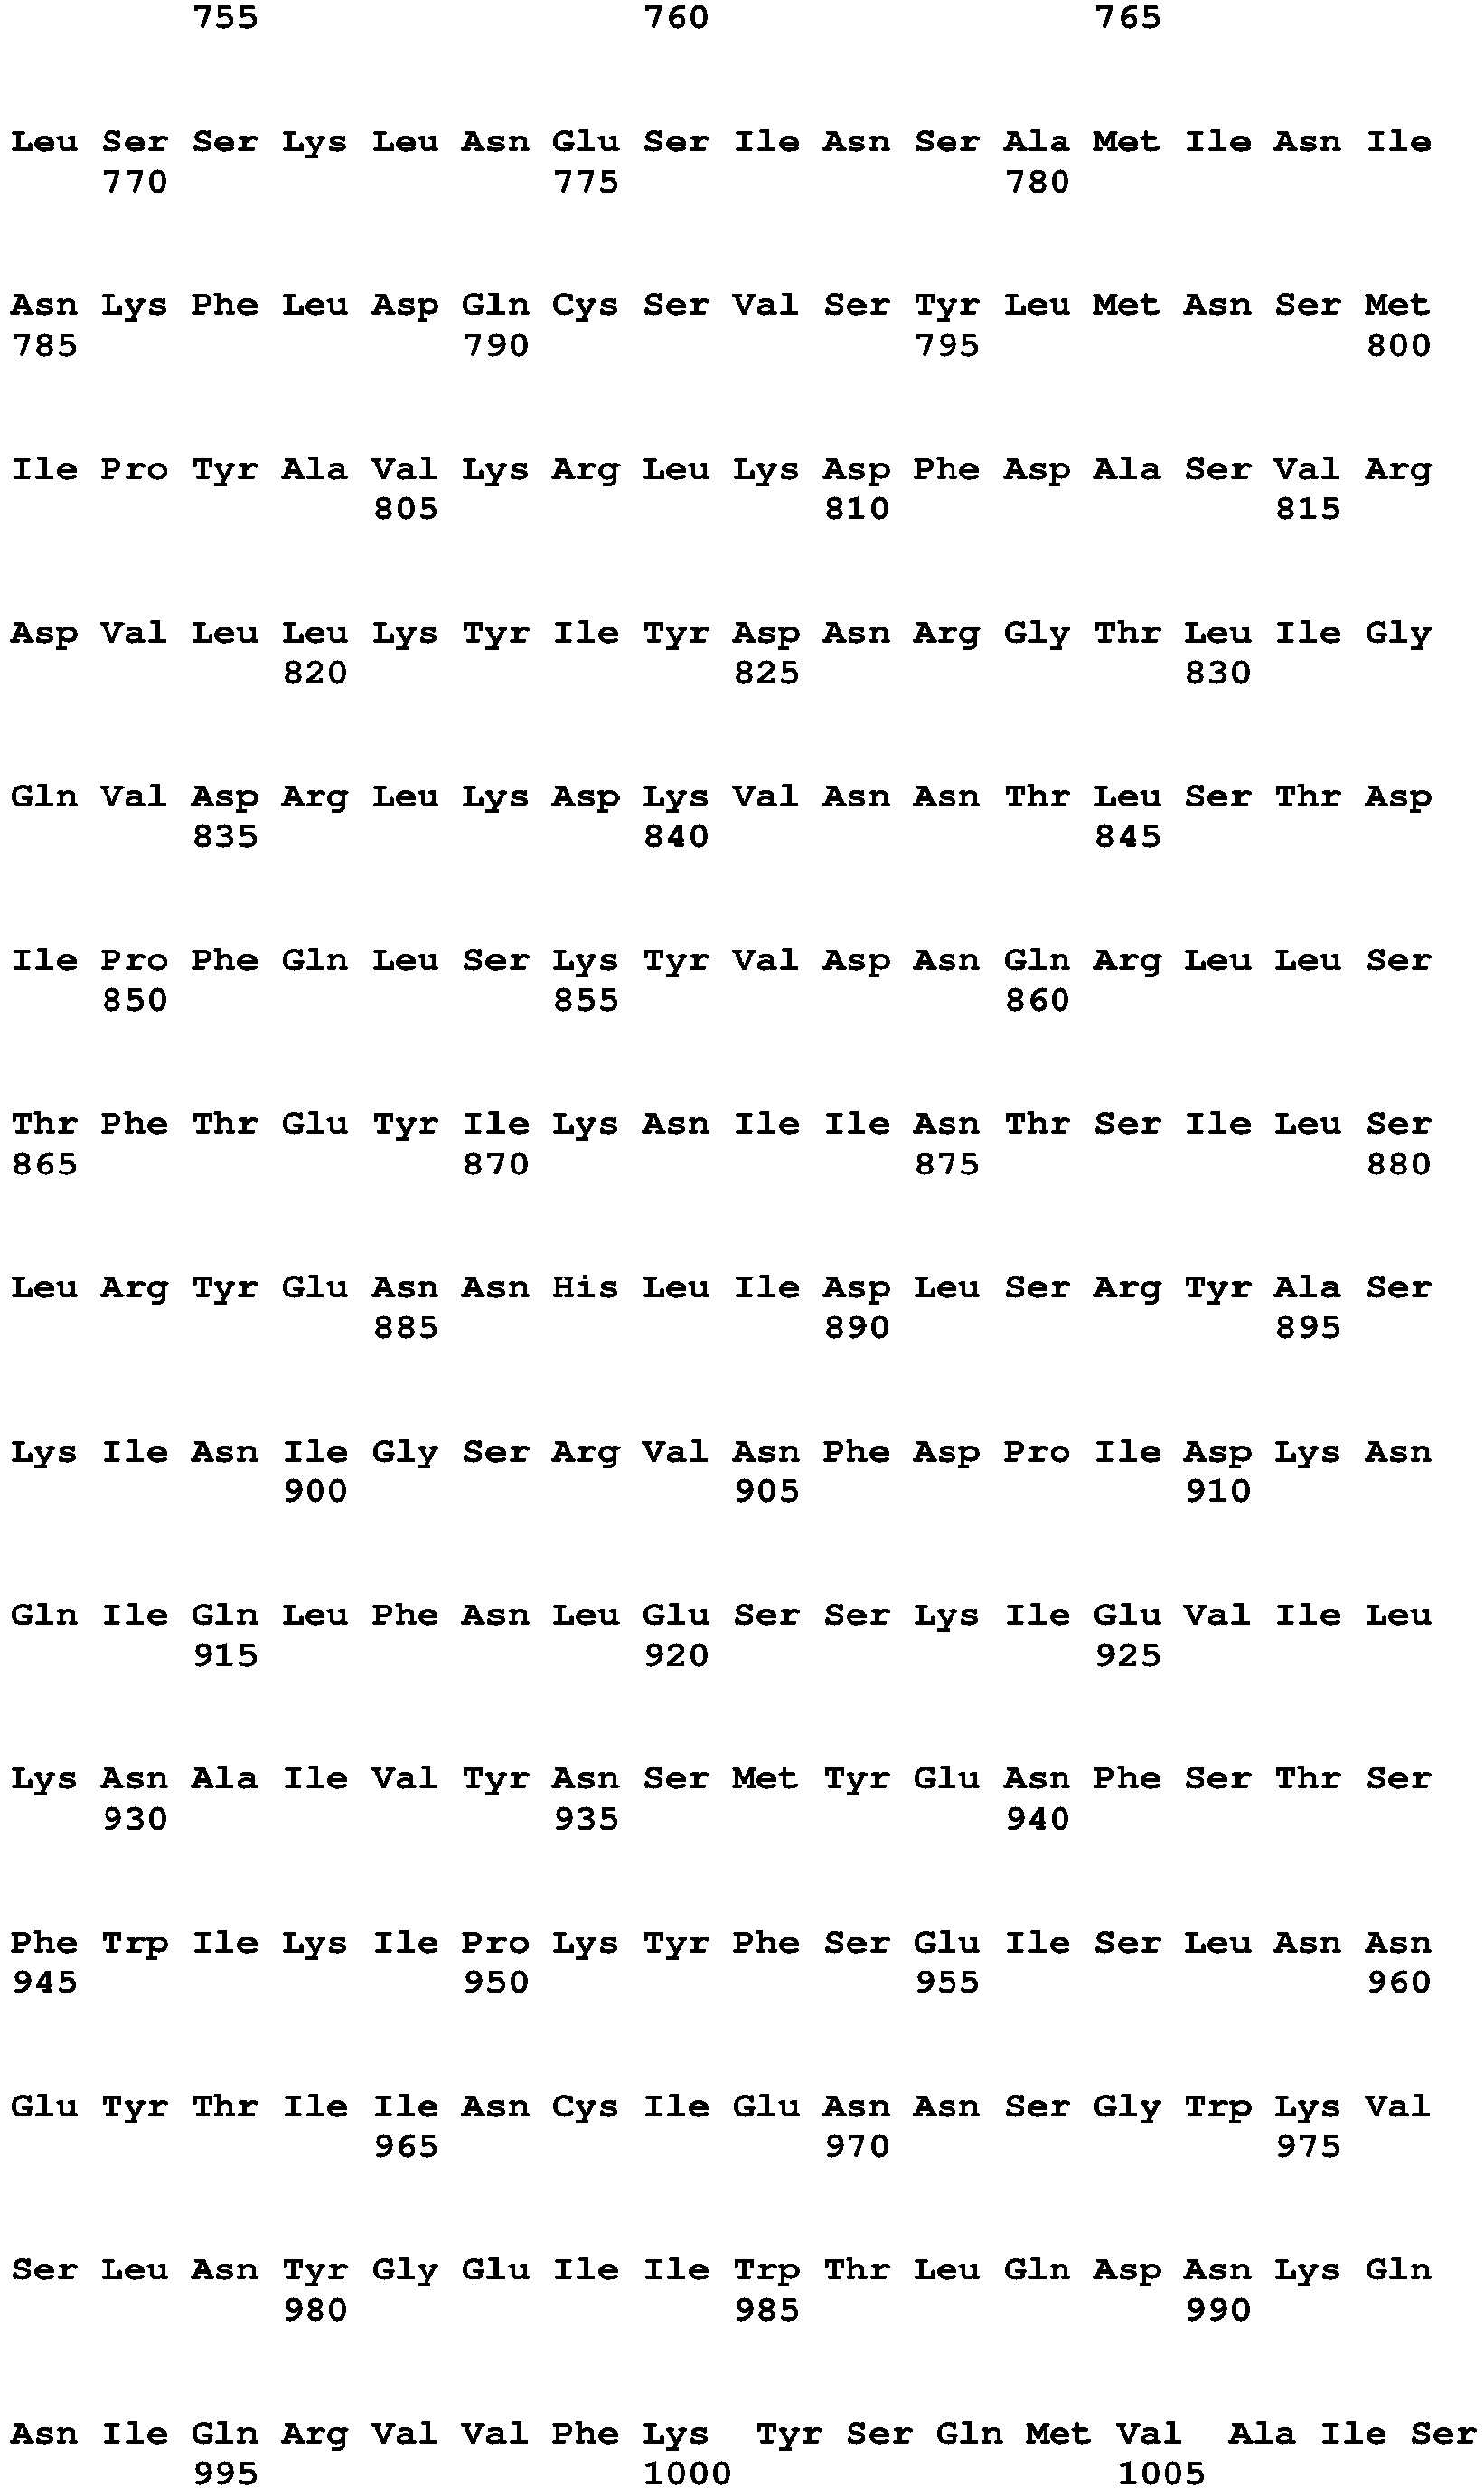 755 760 765
Leu Ser Ser Lys Leu Asn Glu Ser Ile Asn Ser Ala Met Ile Asn Ile
770 775 780
Asn Lys Phe Leu Asp Gln Cys Ser Val Ser Tyr Leu Met Asn Ser Met
785 790 795 800
Ile Pro Tyr Ala Val Lys Arg Leu Lys Asp Phe Asp Ala Ser Val Arg
805 810 815
Asp Val Leu Leu Lys Tyr Ile Tyr Asp Asn Arg Gly Thr Leu Ile Gly
820 825 830
Gln Val Asp Arg Leu Lys Asp Lys Val Asn Asn Thr Leu Ser Thr Asp
835 840 845
Ile Pro Phe Gln Leu Ser Lys Tyr Val Asp Asn Gln Arg Leu Leu Ser
850 855 860
Thr Phe Thr Glu Tyr Ile Lys Asn Ile Ile Asn Thr Ser Ile Leu Ser
865 870 875 880
Leu Arg Tyr Glu Asn Asn His Leu Ile Asp Leu Ser Arg Tyr Ala Ser
885 890 895
Lys Ile Asn Ile Gly Ser Arg Val Asn Phe Asp Pro Ile Asp Lys Asn
900 905 910
Gln Ile Gln Leu Phe Asn Leu Glu Ser Ser Lys Ile Glu Val Ile Leu
915 920 925
Lys Asn Ala Ile Val Tyr Asn Ser Met Tyr Glu Asn Phe Ser Thr Ser
930 935 940
Phe Trp Ile Lys Ile Pro Lys Tyr Phe Ser Glu Ile Ser Leu Asn Asn
945 950 955 960
Glu Tyr Thr Ile Ile Asn Cys Ile Glu Asn Asn Ser Gly Trp Lys Val
965 970 975
Ser Leu Asn Tyr Gly Glu Ile Ile Trp Thr Leu Gln Asp Asn Lys Gln
980 985 990
Asn Ile Gln Arg Val Val Phe Lys Tyr Ser Gln Met Val Ala Ile Ser
995 1000 1005